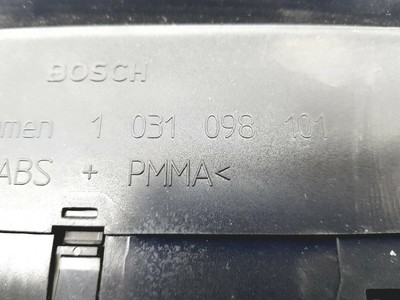 BOSCH
men 1 031 098 101
ABS + PMMA<